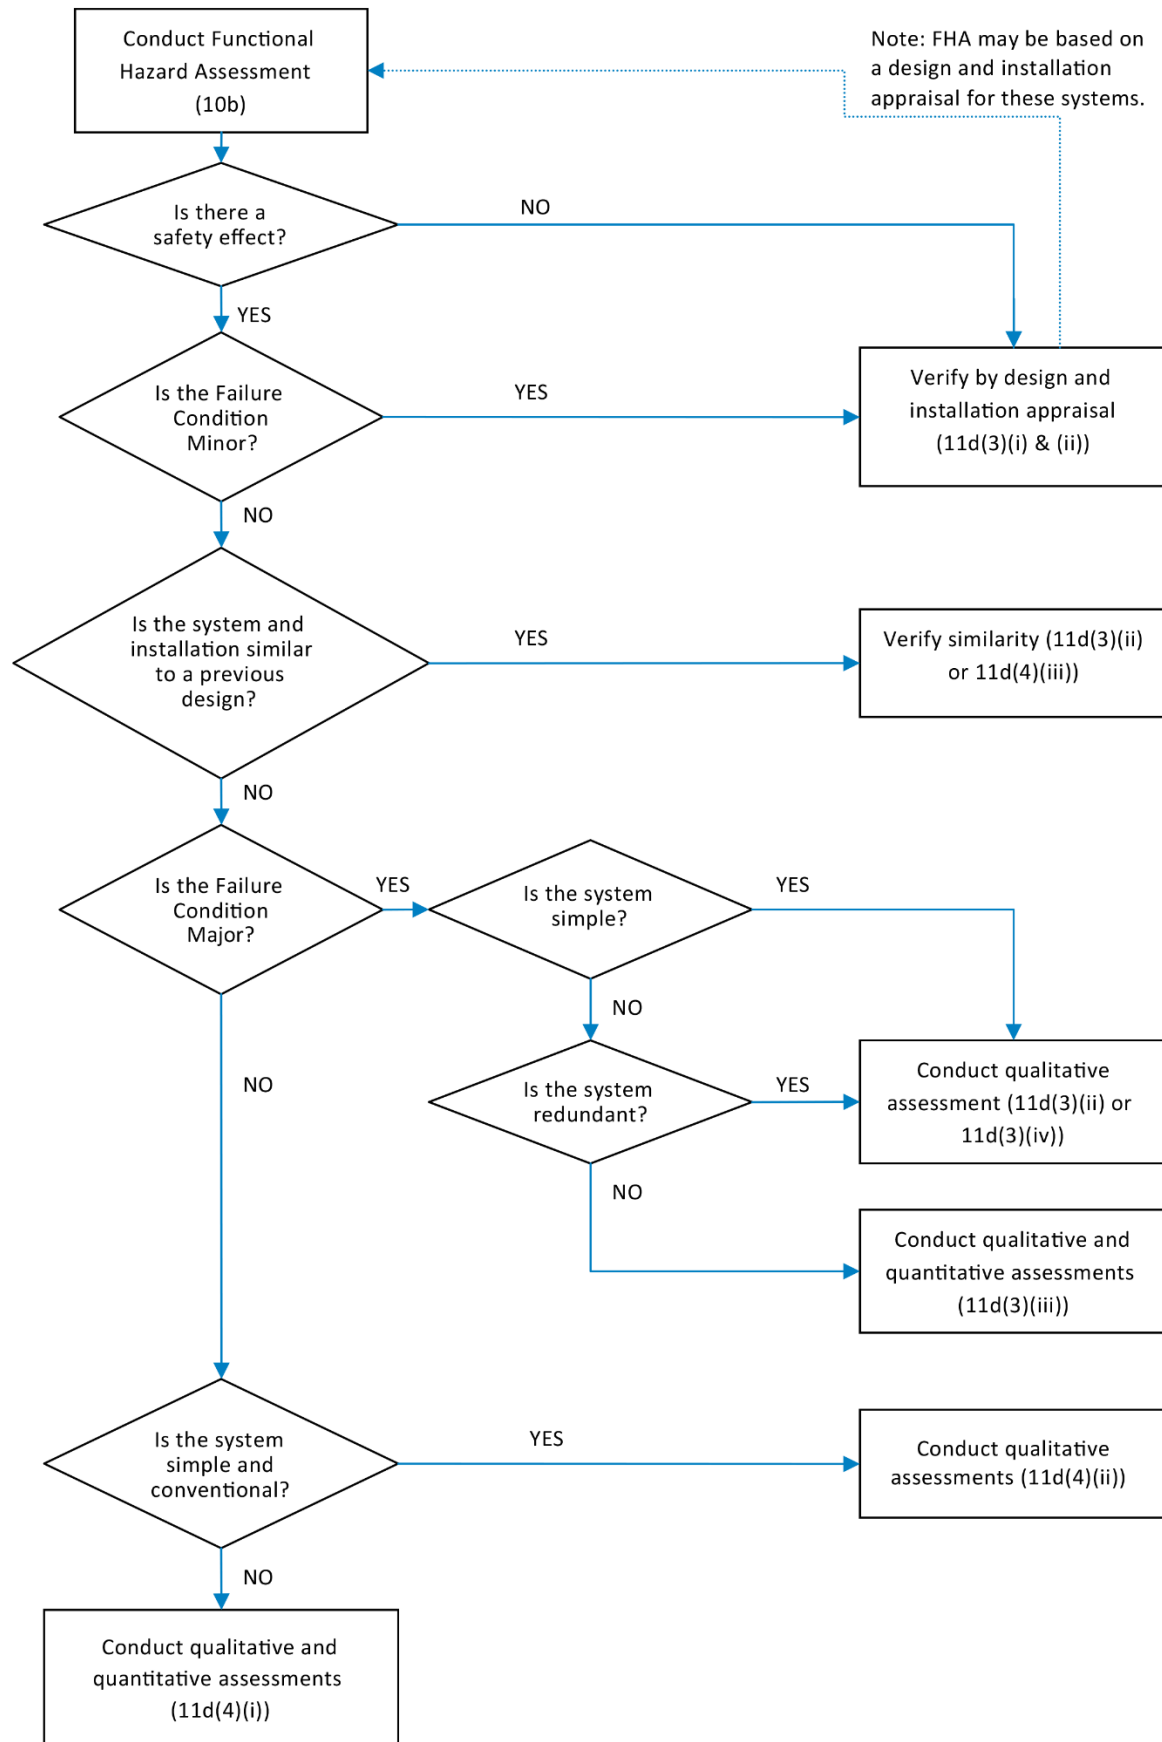 Conduct Functional
Hazard Assessment
(10b)
Note: FHA may be based on
a design and installation
appraisal for these systems.
Is there a
safety effect?
NO
YES
Is the Failure
Condition
Minor?
YES
Verify by design and
installation appraisal
(11d(3)(i) & (ii))
NO
Is the system and
installation similar
to a previous
design?
YES
Verify similarity (11d(3)(ii)
or 11d(4)(iii))
NO
Is the Failure
Condition
Major?
YES
Is the system
simple?
YES
NO
NO
Is the system
redundant?
YES
Conduct qualitative
assessment (11d(3)(ii) or
11d(3)(iv))
NO
Conduct qualitative and
quantitative assessments
(11d(3)(iii))
Is the system
simple and
conventional?
YES
Conduct qualitative
assessments (11d(4)(ii))
NO
Conduct qualitative and
quantitative assessments
(11d(4)(i))